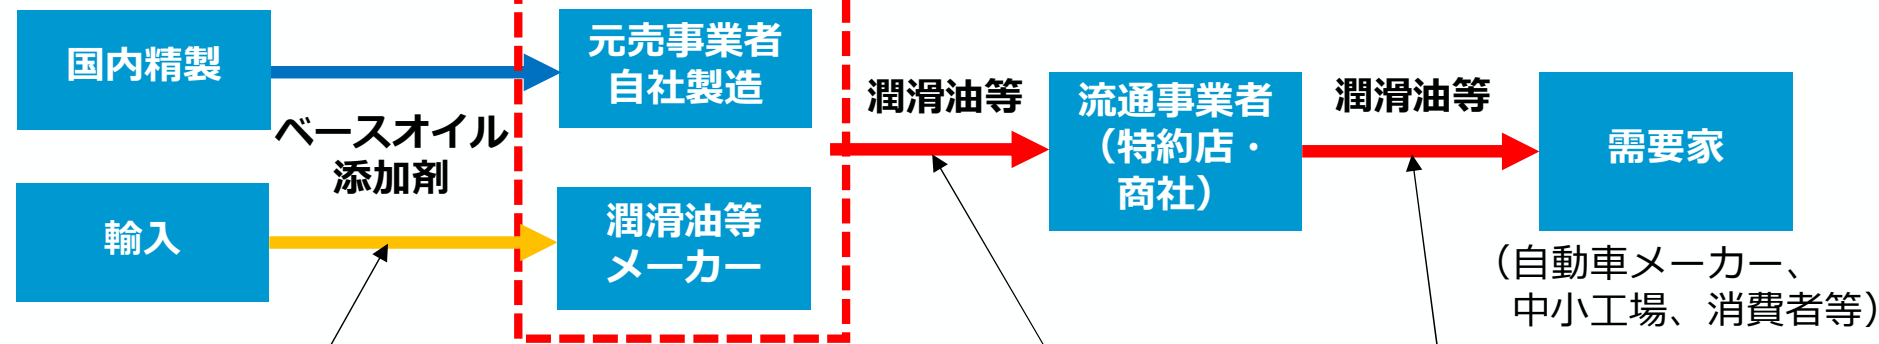 国内精製
ベースオイル
添加剤
輸入
元売事業者
自社製造
潤滑油等
メーカー
潤滑油等
流通事業者
（特約店・
商社）
潤滑油等
需要家
（自動車メーカー、
中小工場、消費者等）